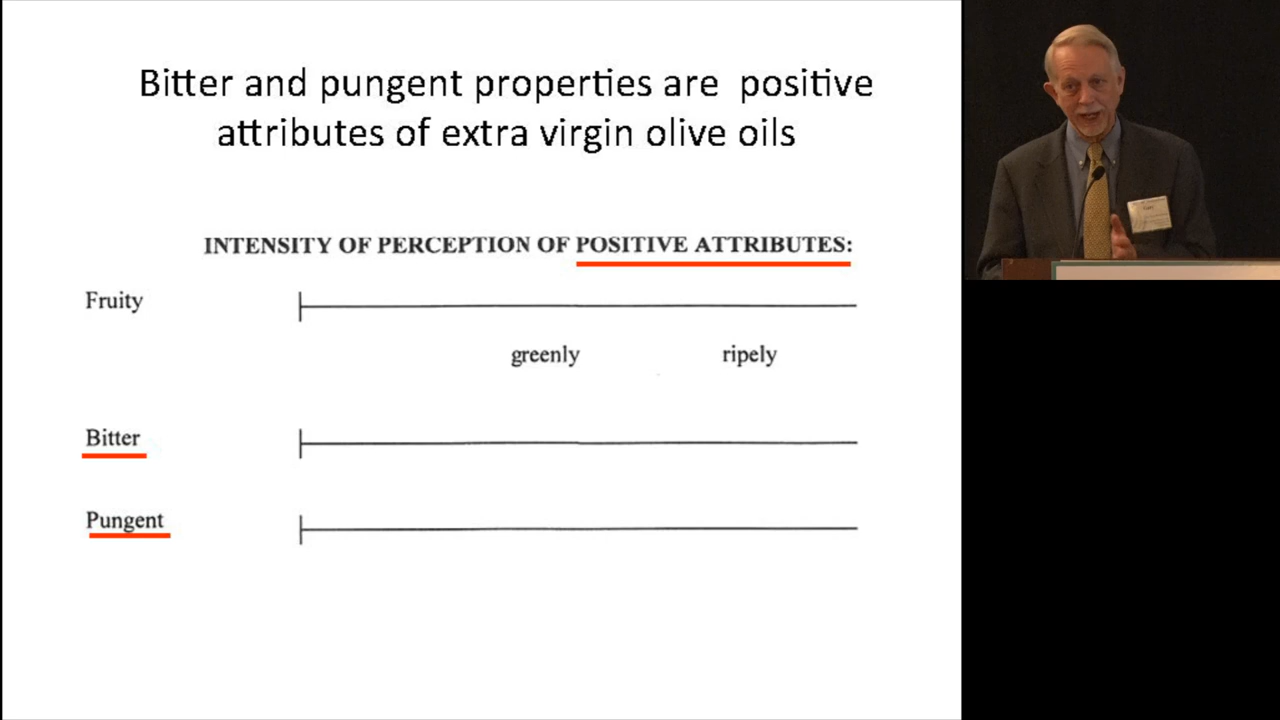 Bitter and pungent properties are positive
attributes of extra virgin olive oils
INTENSITY OF PERCEPTION OF POSITIVE ATTRIBUTES:
Fruity
greenly ripely
Bitter
Pungent